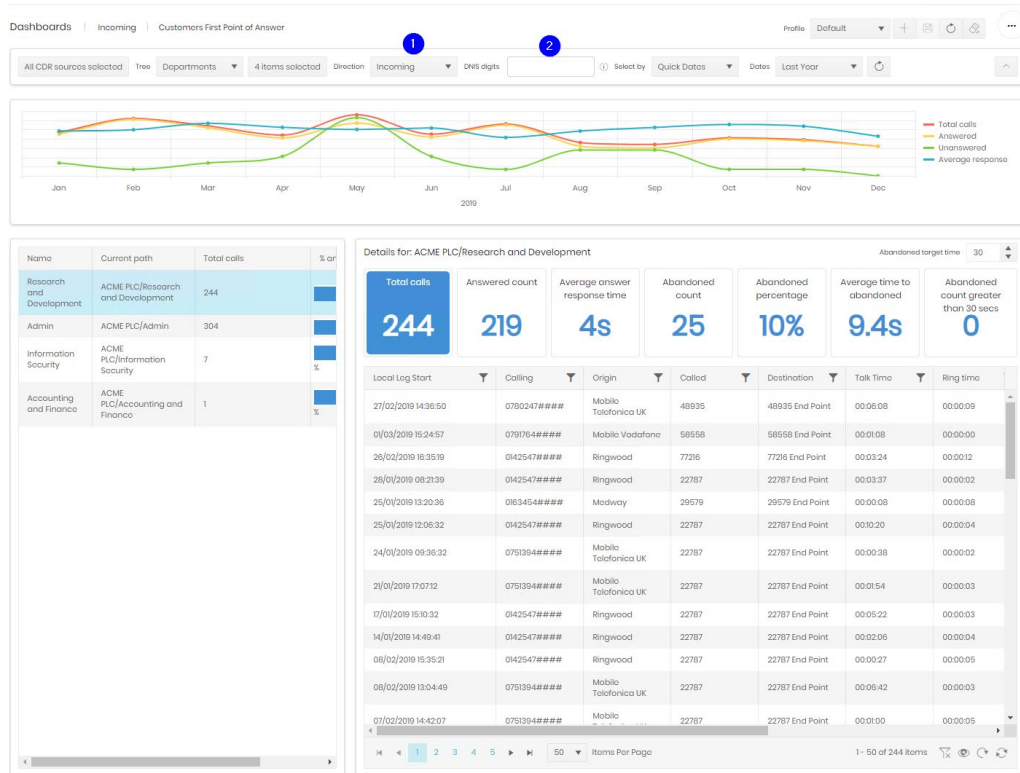 Dashboards | Incoming | Customers First Point of Answer Profile Default ...
1 2
All CDR sources selected Tree Departments 4 items selected Direction Incoming DNIS digits Select by Quick Dates Dates Last Year
Total calls
Answered
Unanswered
Average response
Jan Feb Mar Apr May Jun Jul Aug Sep Oct Nov Dec
2019
Name Current path Total calls % an
Research and Development ACME PLC/Research and Development 244
Admin ACME PLC/Admin 304
Information Security ACME PLC/Information Security 7 %
Accounting and Finance ACME PLC/Accounting and Finance 1 %
Details for: ACME PLC/Research and Development Abandoned target time 30
Total calls 244
Answered count 219
Average answer response time 4s
Abandoned count 25
Abandoned percentage 10%
Average time to abandoned 9.4s
Abandoned count greater than 30 secs 0
Local Log Start Calling Origin Called Destination Talk Time Ring time
27/02/2019 14:36:50 0780247#### Mobile Telefonica UK 48935 48935 End Point 00:06:08 00:00:09
01/03/2019 15:24:57 0791764#### Mobile Vodafone 58558 58558 End Point 00:01:08 00:00:00
26/02/2019 16:35:19 0142547#### Ringwood 77216 77216 End Point 00:03:24 00:00:12
28/01/2019 08:21:39 0142547#### Ringwood 22787 22787 End Point 00:03:37 00:00:02
25/01/2019 13:20:36 0163454#### Medway 29579 29579 End Point 00:00:08 00:00:08
25/01/2019 12:06:32 0142547#### Ringwood 22787 22787 End Point 00:10:20 00:00:04
24/01/2019 09:36:32 0751394#### Mobile Telefonica UK 22787 22787 End Point 00:00:38 00:00:02
21/01/2019 17:07:12 0751394#### Mobile Telefonica UK 22787 22787 End Point 00:01:54 00:00:03
17/01/2019 15:10:32 0142547#### Ringwood 22787 22787 End Point 00:05:22 00:00:03
14/01/2019 14:49:41 0142547#### Ringwood 22787 22787 End Point 00:02:06 00:00:04
08/02/2019 15:35:21 0142547#### Ringwood 22787 22787 End Point 00:00:27 00:00:05
08/02/2019 13:04:49 0751394#### Mobile Telefonica UK 22787 22787 End Point 00:06:42 00:00:03
07/02/2019 14:42:07 0751394#### Mobile 22787 22787 End Point 00:01:00 00:00:05
1 2 3 4 5 50 Items Per Page 1 - 50 of 244 items